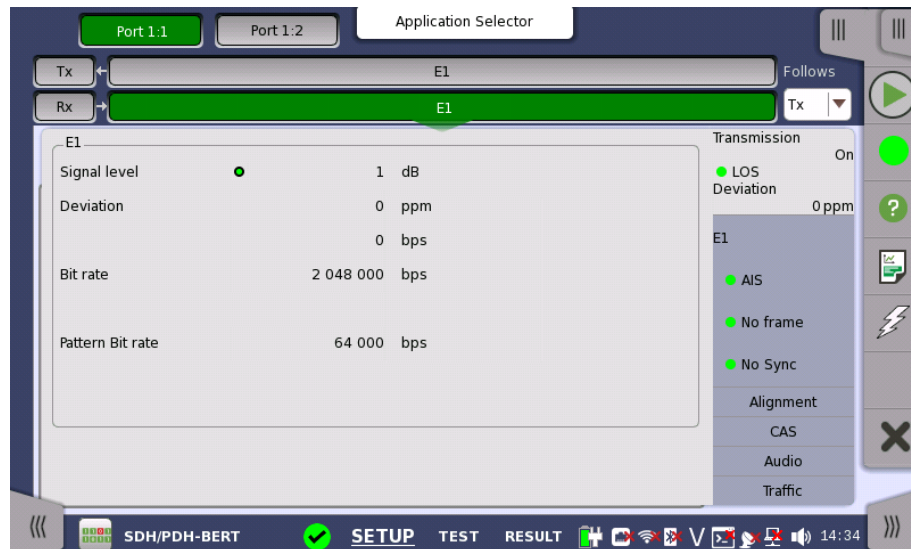 Port 1:1 Port 1:2 Application Selector
Tx E1 Follows
Rx E1 Tx
E1
Signal level 1 dB
Deviation 0 ppm
0 bps
Bit rate 2 048 000 bps
Pattern Bit rate 64 000 bps
Transmission
On
LOS
Deviation
0 ppm
E1
AIS
No frame
No Sync
Alignment
CAS
Audio
Traffic
SDH/PDH-BERT SETUP TEST RESULT V 14:34